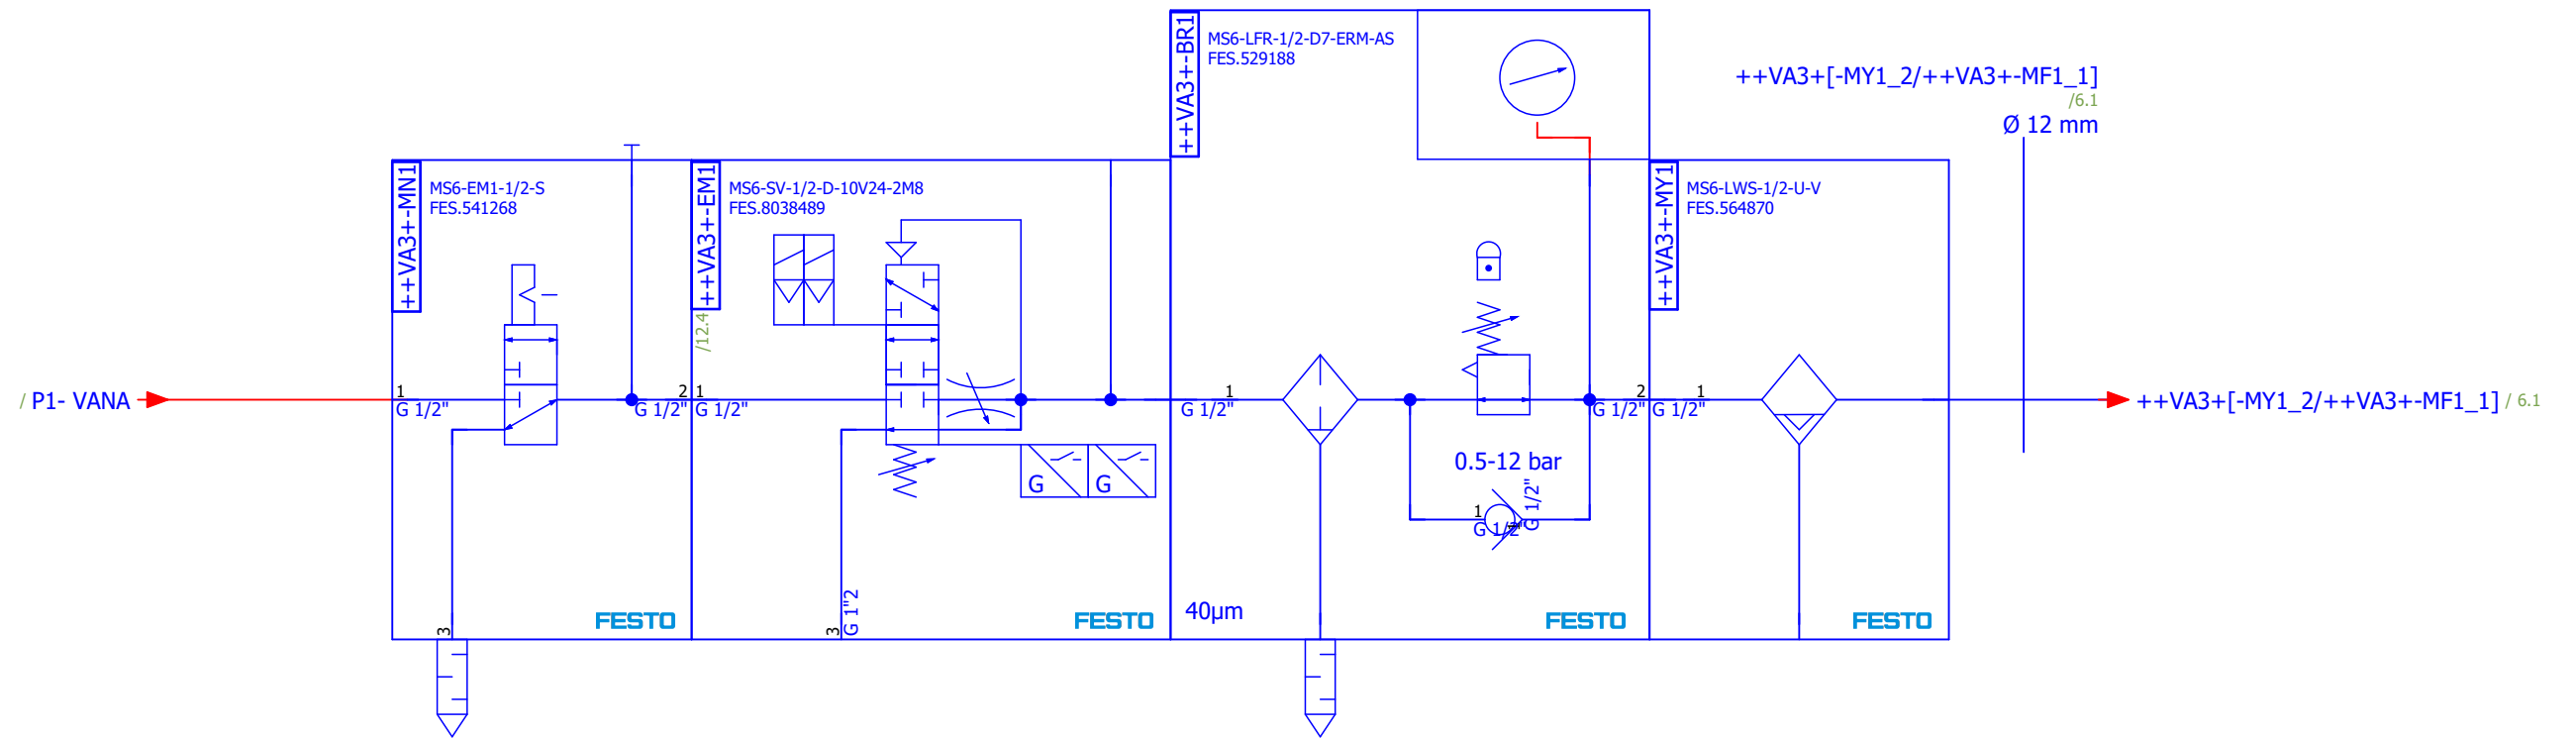 ++VA3+-MN1
MS6-EM1-1/2-S
FES.541268
++VA3+-EM1
/12.4
MS6-SV-1/2-D-10V24-2M8
FES.8038489
++VA3+-BR1
MS6-LFR-1/2-D7-ERM-AS
FES.529188
++VA3+-MY1
MS6-LWS-1/2-U-V
FES.564870
++VA3+[-MY1_2/++VA3+-MF1_1]
/6.1
Ø 12 mm
/ P1- VANA
1
G 1/2"
2
G 1/2"
1
G 1/2"
1
G 1/2"
2
G 1/2"
1
G 1/2"
++VA3+[-MY1_2/++VA3+-MF1_1] / 6.1
G G
0.5-12 bar
1
G 1/2"
G 1/2"
3
3
G 1"2
40µm
FESTO
FESTO
FESTO
FESTO